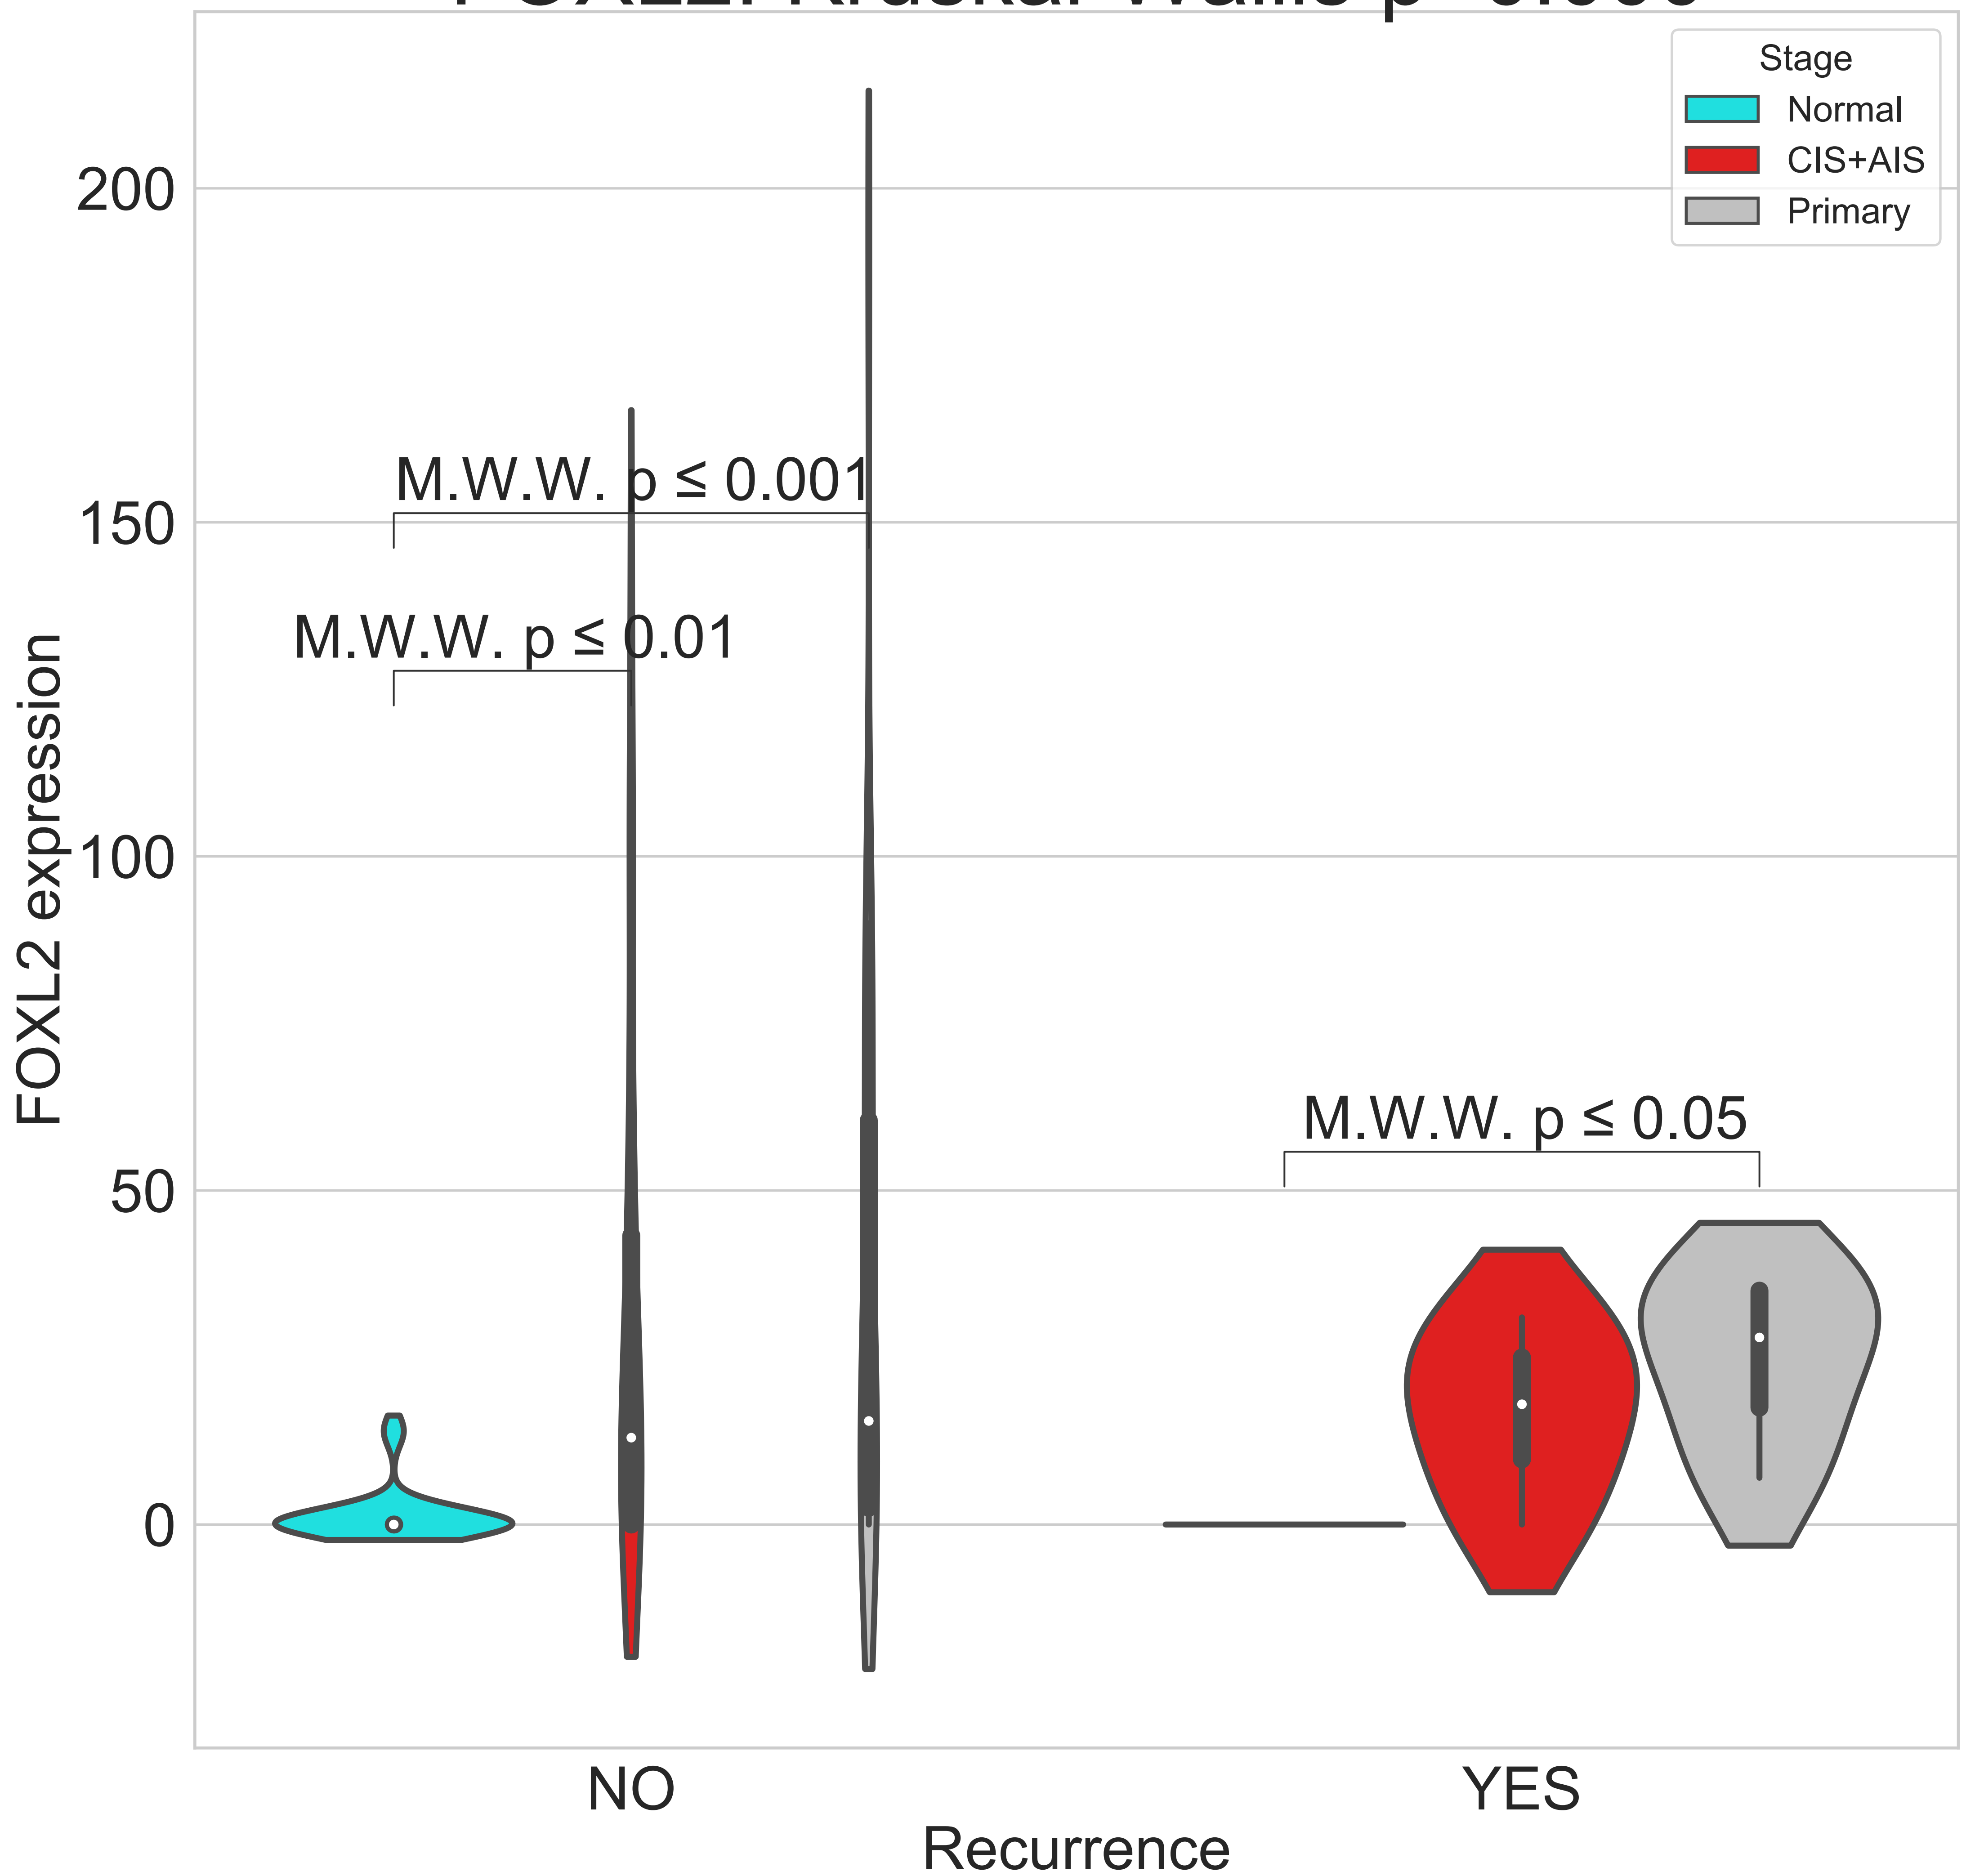 Stage
Normal
CIS+AIS
Primary
200
150
100
50
0
FOXL2 expression
M.W.W. p ≤ 0.001
M.W.W. p ≤ 0.01
M.W.W. p ≤ 0.05
NO
YES
Recurrence